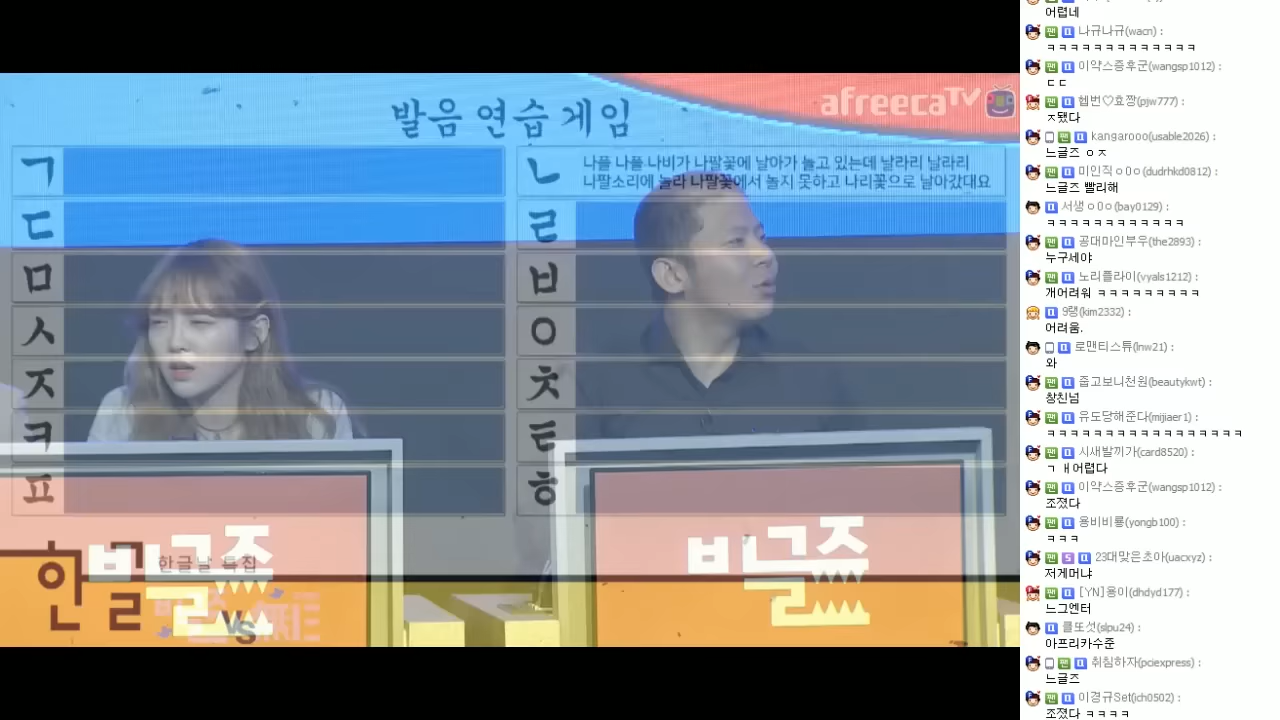 발음 연습 게임
afreecaTV
ㄱ
ㄴ
나풀 나풀 나비가 나팔꽃에 날아가 놀고 있는데 날라리 날라리
나팔소리에 놀라 나팔꽃에서 놀지 못하고 나리꽃으로 날아갔대요
ㄷ
ㄹ
ㅁ
ㅂ
ㅅ
ㅇ
ㅈ
ㅊ
ㅋ
ㅌ
ㅍ
ㅎ
한글날 특집
VS
어렵네
나규나규(wacn) :
ㅋㅋㅋㅋㅋㅋㅋㅋㅋㅋㅋㅋㅋ
이약스증후군(wangsp1012) :
ㄷㄷ
헵번♡효짱(pjw777) :
ㅈ됐다
kangarooo(usable2026) :
느글즈 ㅇㅈ
미인직ㅇ0ㅇ(dudrhkd0812) :
느글즈 빨리해
서생ㅇ0ㅇ(bay0129) :
ㅋㅋㅋㅋㅋㅋㅋㅋㅋㅋㅋㅋ
공대마인부우(the2893) :
누구세야
노리플라이(vyals1212) :
개어려워 ㅋㅋㅋㅋㅋㅋㅋㅋㅋ
9랭(kim2332) :
어려움.
로맨티스튜(lnw21) :
와
줍고보니천원(beautykwt) :
창친넘
유도당해준다(mijiaer1) :
ㅋㅋㅋㅋㅋㅋㅋㅋㅋㅋㅋㅋㅋㅋㅋㅋㅋ
시새발끼가(card8520) :
ㄱㅐ어렵다
이약스증후군(wangsp1012) :
조졌다
용비비룡(yongb100) :
ㅋㅋㅋ
23대맞은초아(uacxyz) :
저게머냐
[YN]용이(dhdyd177) :
느그엔터
클또섯(slpu24) :
아프리카수준
취침하자(pciexpress) :
느글즈
이경규Set(ich0502) :
조졌다 ㅋㅋㅋㅋ